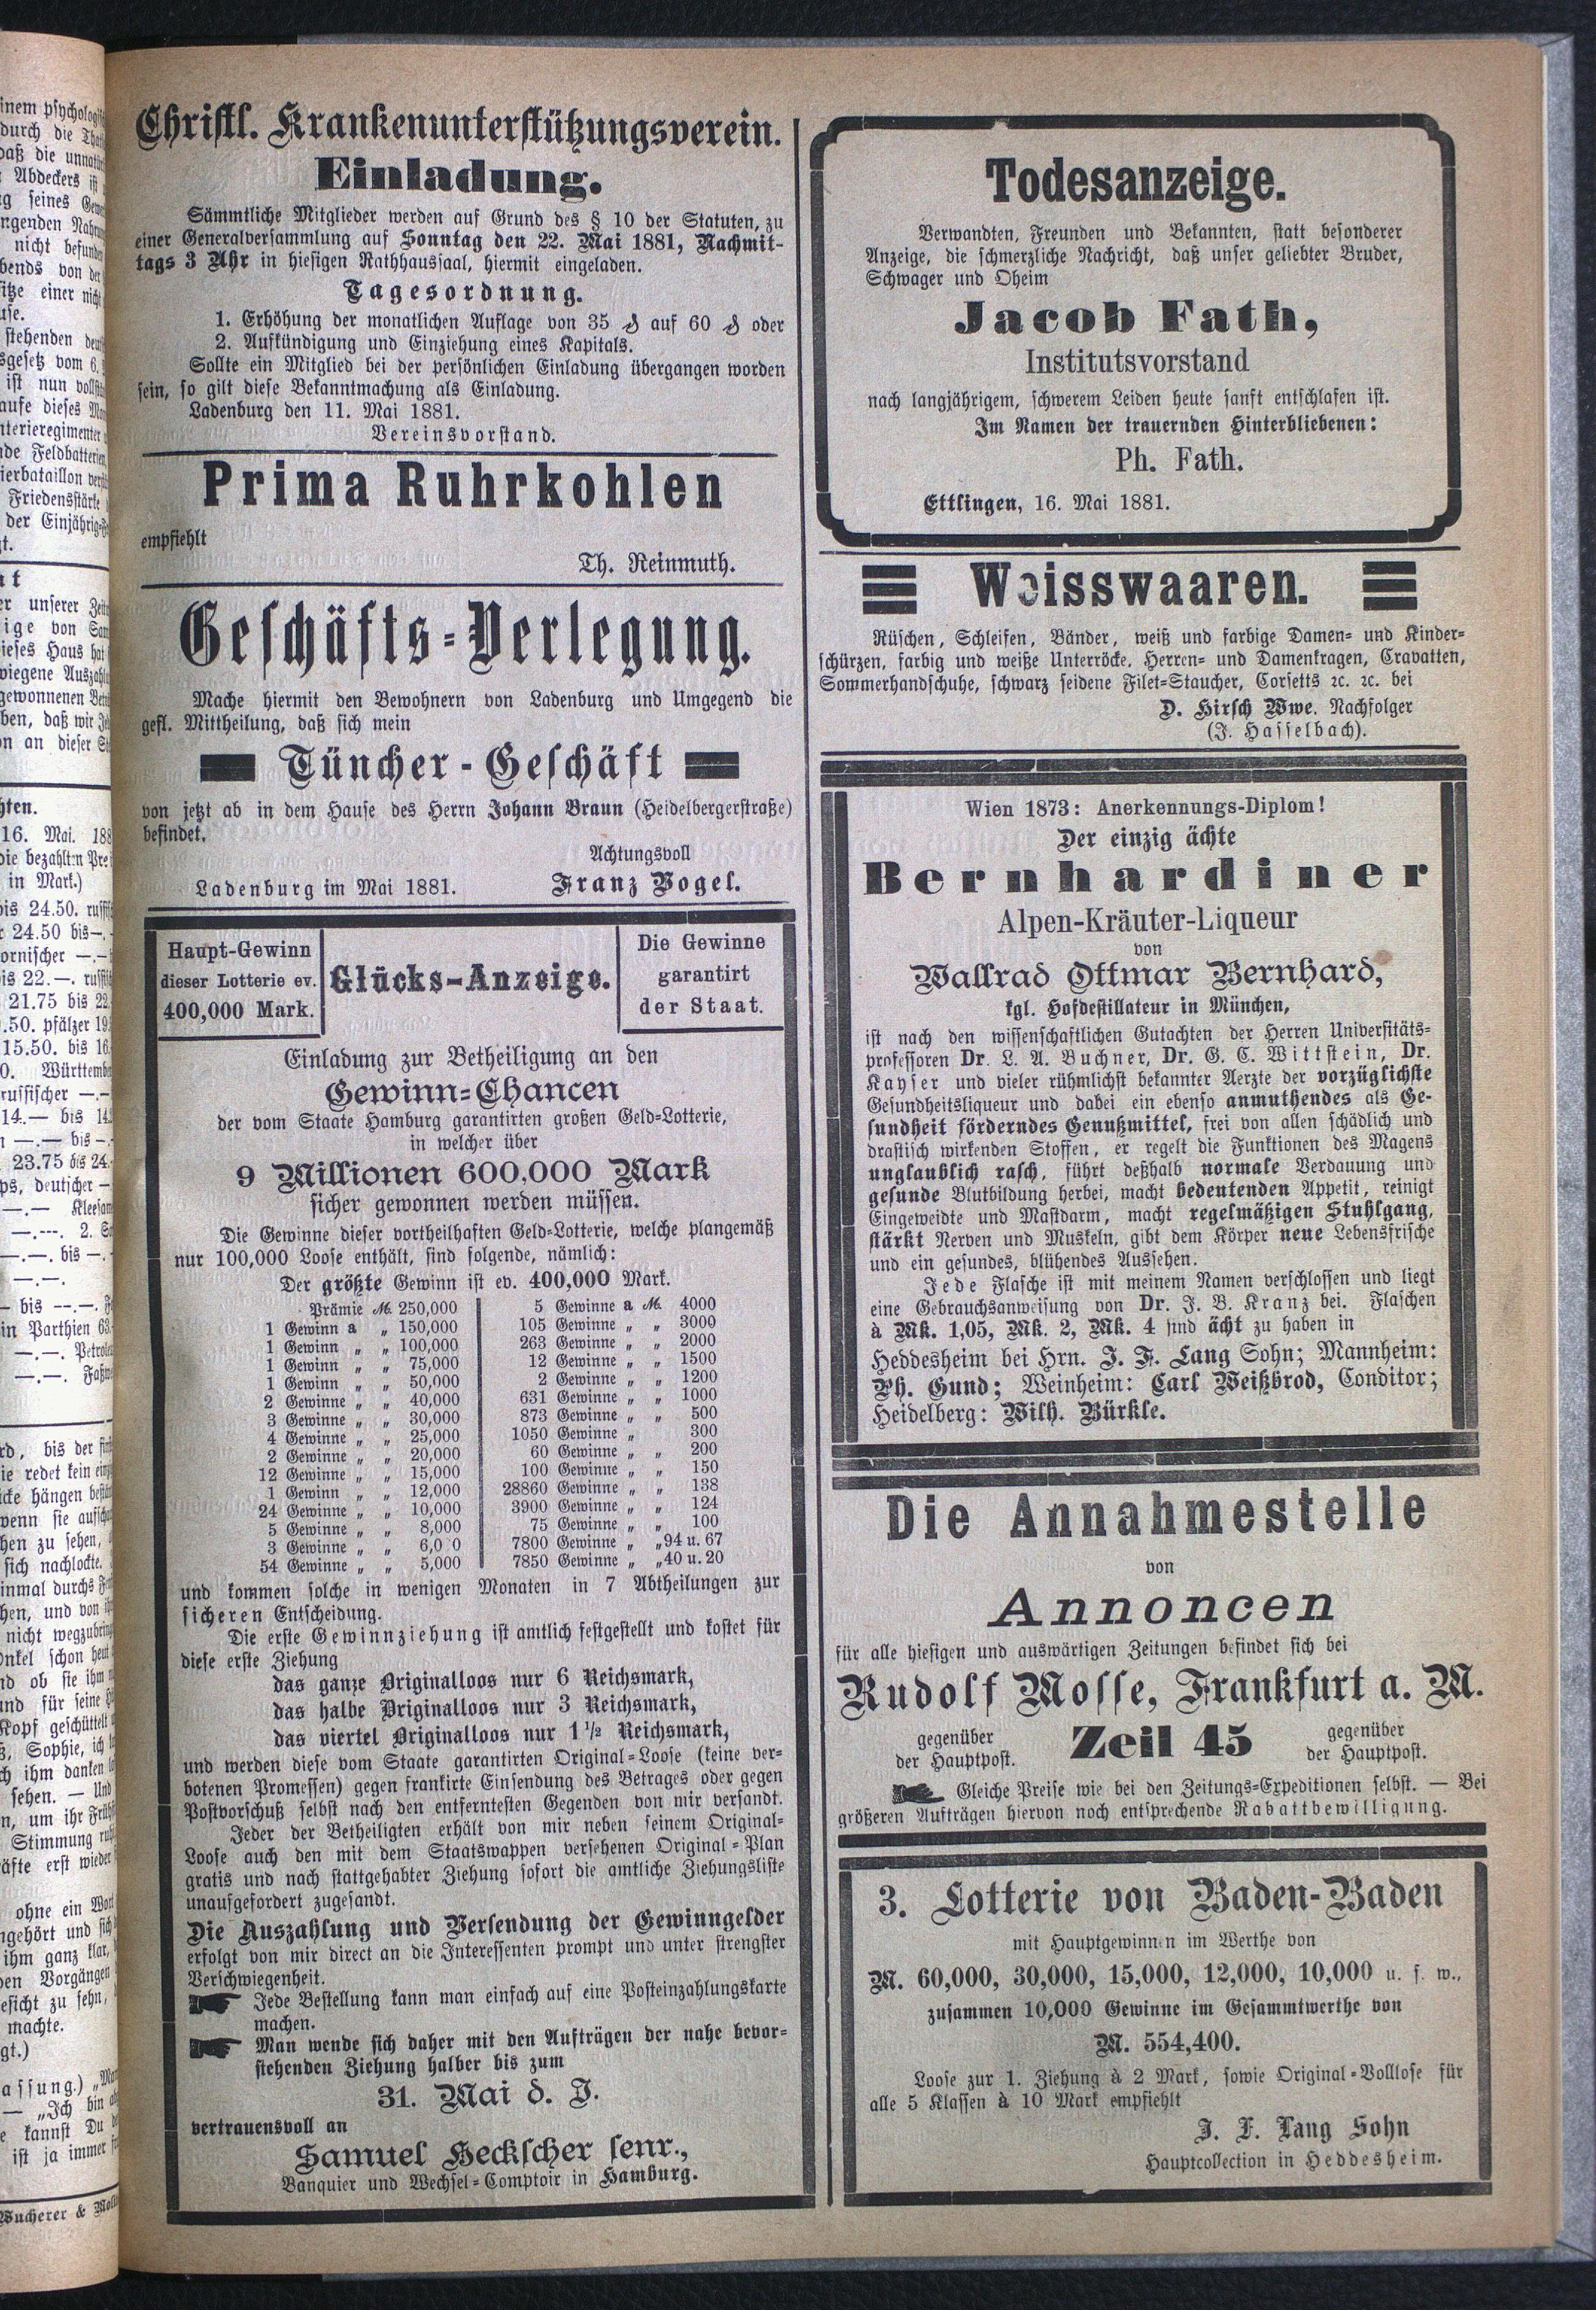 Christl. Krankenunterstützungsverein.
Einladung.
Sämmtliche Mitglieder werden auf Grund des § 10 der Statuten, zu
einer Generalversammlung auf Sonntag den 22. Mai 1881, Nachmit-
tags 3 Uhr in hiesigen Rathhaussaal, hiermit eingeladen.
Tagesordnung.
1. Erhöhung der monatlichen Auflage von 35 ₰ auf 60 ₰ oder
2. Aufkündigung und Einziehung eines Kapitals.
Sollte ein Mitglied bei der persönlichen Einladung übergangen worden
sein, so gilt diese Bekanntmachung als Einladung.
Ladenburg den 11. Mai 1881.
Vereinsvorstand.
Prima Ruhrkohlen
empfiehlt
Th. Reinmuth.
Geschäfts-Verlegung.
Mache hiermit den Bewohnern von Ladenburg und Umgegend die
gefl. Mittheilung, daß sich mein
Tüncher-Geschäft
von jetzt ab in dem Hause des Herrn Johann Braun (Heidelbergerstraße)
befindet.
Achtungsvoll
Ladenburg im Mai 1881. Franz Vogel.
Haupt-Gewinn
dieser Lotterie ev.
400,000 Mark.
Glücks-Anzeige.
Die Gewinne
garantirt
der Staat.
Einladung zur Betheiligung an den
Gewinn-Chancen
der vom Staate Hamburg garantirten großen Geld-Lotterie,
in welcher über
9 Millionen 600,000 Mark
sicher gewonnen werden müssen.
Die Gewinne dieser vortheilhaften Geld-Lotterie, welche plangemäß
nur 100,000 Loose enthält, sind folgende, nämlich:
Der größte Gewinn ist ev. 400,000 Mark.
Prämie M. 250,000
1 Gewinn a „ 150,000
1 Gewinn „ „ 100,000
1 Gewinn „ „ 75,000
1 Gewinn „ „ 50,000
2 Gewinne „ „ 40,000
3 Gewinne „ „ 30,000
4 Gewinne „ „ 25,000
2 Gewinne „ „ 20,000
12 Gewinne „ „ 15,000
1 Gewinn „ „ 12,000
24 Gewinne „ „ 10,000
5 Gewinne „ „ 8,000
3 Gewinne „ „ 6,0 0
54 Gewinne „ „ 5,000
5 Gewinne a M. 4000
105 Gewinne „ „ 3000
263 Gewinne „ „ 2000
12 Gewinne „ „ 1500
2 Gewinne „ „ 1200
631 Gewinne „ „ 1000
873 Gewinne „ „ 500
1050 Gewinne „ 300
60 Gewinne „ „ 200
100 Gewinne „ „ 150
28860 Gewinne „ „ 138
3900 Gewinne „ „ 124
75 Gewinne „ „ 100
7800 Gewinne „ „94 u. 67
7850 Gewinne „ „40 u. 20
und kommen solche in wenigen Monaten in 7 Abtheilungen zur
sicheren Entscheidung.
Die erste Gewinnziehung ist amtlich festgestellt und kostet für
diese erste Ziehung
das ganze Originalloos nur 6 Reichsmark,
das halbe Originalloos nur 3 Reichsmark,
das viertel Originalloos nur 1 1/2 Reichsmark,
und werden diese vom Staate garantirten Original-Loose (keine ver-
botenen Promessen) gegen frankirte Einsendung des Betrages oder gegen
Postvorschuß selbst nach den entferntesten Gegenden von mir versandt.
Jeder der Betheiligten erhält von mir neben seinem Original-
Loose auch den mit dem Staatswappen versehenen Original-Plan
gratis und nach stattgehabter Ziehung sofort die amtliche Ziehungsliste
unaufgefordert zugesandt.
Die Auszahlung und Versendung der Gewinngelder
erfolgt von mir direct an die Interessenten prompt und unter strengster
Verschwiegenheit.
Jede Bestellung kann man einfach auf eine Posteinzahlungskarte
machen.
Man wende sich daher mit den Aufträgen der nahe bevor-
stehenden Ziehung halber bis zum
31. Mai d. J.
vertrauensvoll an
Samuel Heckscher senr.,
Banquier und Wechsel-Comptoir in Hamburg.
Todesanzeige.
Verwandten, Freunden und Bekannten, statt besonderer
Anzeige, die schmerzliche Nachricht, daß unser geliebter Bruder,
Schwager und Oheim
Jacob Fath,
Institutsvorstand
nach langjährigem, schwerem Leiden heute sanft entschlafen ist.
Im Namen der trauernden Hinterbliebenen:
Ph. Fath.
Ettlingen, 16. Mai 1881.
Weisswaaren.
Rüschen, Schleifen, Bänder, weiß und farbige Damen- und Kinder-
schürzen, farbig und weiße Unterröcke, Herren- und Damenkragen, Cravatten,
Sommerhandschuhe, schwarz seidene Filet-Staucher, Corsetts ꝛc. ꝛc. bei
D. Hirsch Wwe. Nachfolger
(J. Hasselbach).
Wien 1873: Anerkennungs-Diplom!
Der einzig ächte
Bernhardiner
Alpen-Kräuter-Liqueur
von
Wallrad Ottmar Bernhard,
kgl. Hofdestillateur in München,
ist nach den wissenschaftlichen Gutachten der Herren Universitäts-
professoren Dr. L. A. Buchner, Dr. G. C. Wittstein, Dr.
Kayser und vieler rühmlichst bekannter Aerzte der vorzüglichste
Gesundheitsliqueur und dabei ein ebenso anmuthendes als Ge-
sundheit förderndes Genußmittel, frei von allen schädlich und
drastisch wirkenden Stoffen, er regelt die Funktionen des Magens
unglaublich rasch, führt deßhalb normale Verdauung und
gesunde Blutbildung herbei, macht bedeutenden Appetit, reinigt
Eingeweidte und Mastdarm, macht regelmäßigen Stuhlgang,
stärkt Nerven und Muskeln, gibt dem Körper neue Lebensfrische
und ein gesundes, blühendes Aussehen.
Jede Flasche ist mit meinem Namen verschlossen und liegt
eine Gebrauchsanweisung von Dr. J. B. Kranz bei. Flaschen
à Mk. 1,05, Mk. 2, Mk. 4 sind ächt zu haben in
Heddesheim bei Hrn. J. F. Lang Sohn; Mannheim:
Ph. Gund; Weinheim: Carl Weißbrod, Conditor;
Heidelberg: Wilh. Bürkle.
Die Annahmestelle
von
Annoncen
für alle hiesigen und auswärtigen Zeitungen befindet sich bei
Rudolf Mosse, Frankfurt a. M.
gegenüber
der Hauptpost.
Zeil 45
gegenüber
der Hauptpost.
Gleiche Preise wie bei den Zeitungs-Expeditionen selbst. — Bei
größeren Aufträgen hiervon noch entsprechende Rabattbewilligung.
3. Lotterie von Baden-Baden
mit Hauptgewinnen im Werthe von
M. 60,000, 30,000, 15,000, 12,000, 10,000 u. s. w.,
zusammen 10,000 Gewinne im Gesammtwerthe von
M. 554,400.
Loose zur 1. Ziehung à 2 Mark, sowie Original-Volllose für
alle 5 Klassen à 10 Mark empfiehlt
J. F. Lang Sohn
Hauptcollection in Heddesheim.